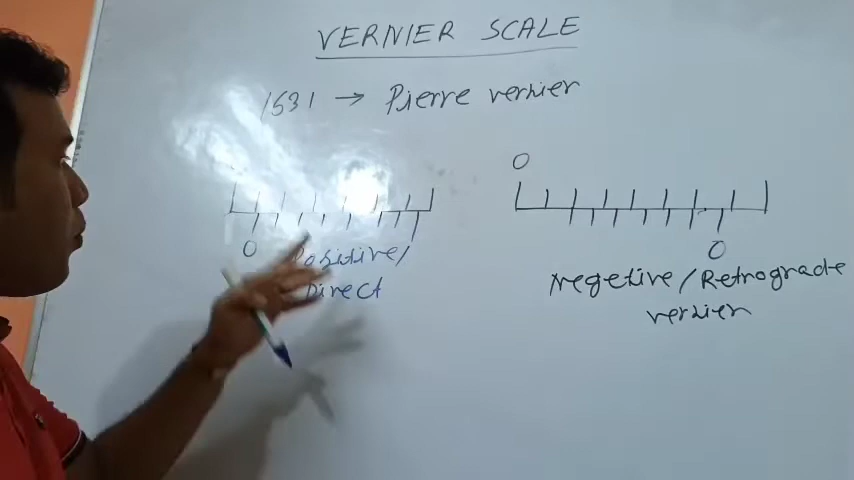 VERNIER SCALE
1631 → Pierre vernier
0
0
0
Positive/
Direct
Negetive/Retrograde
vernier